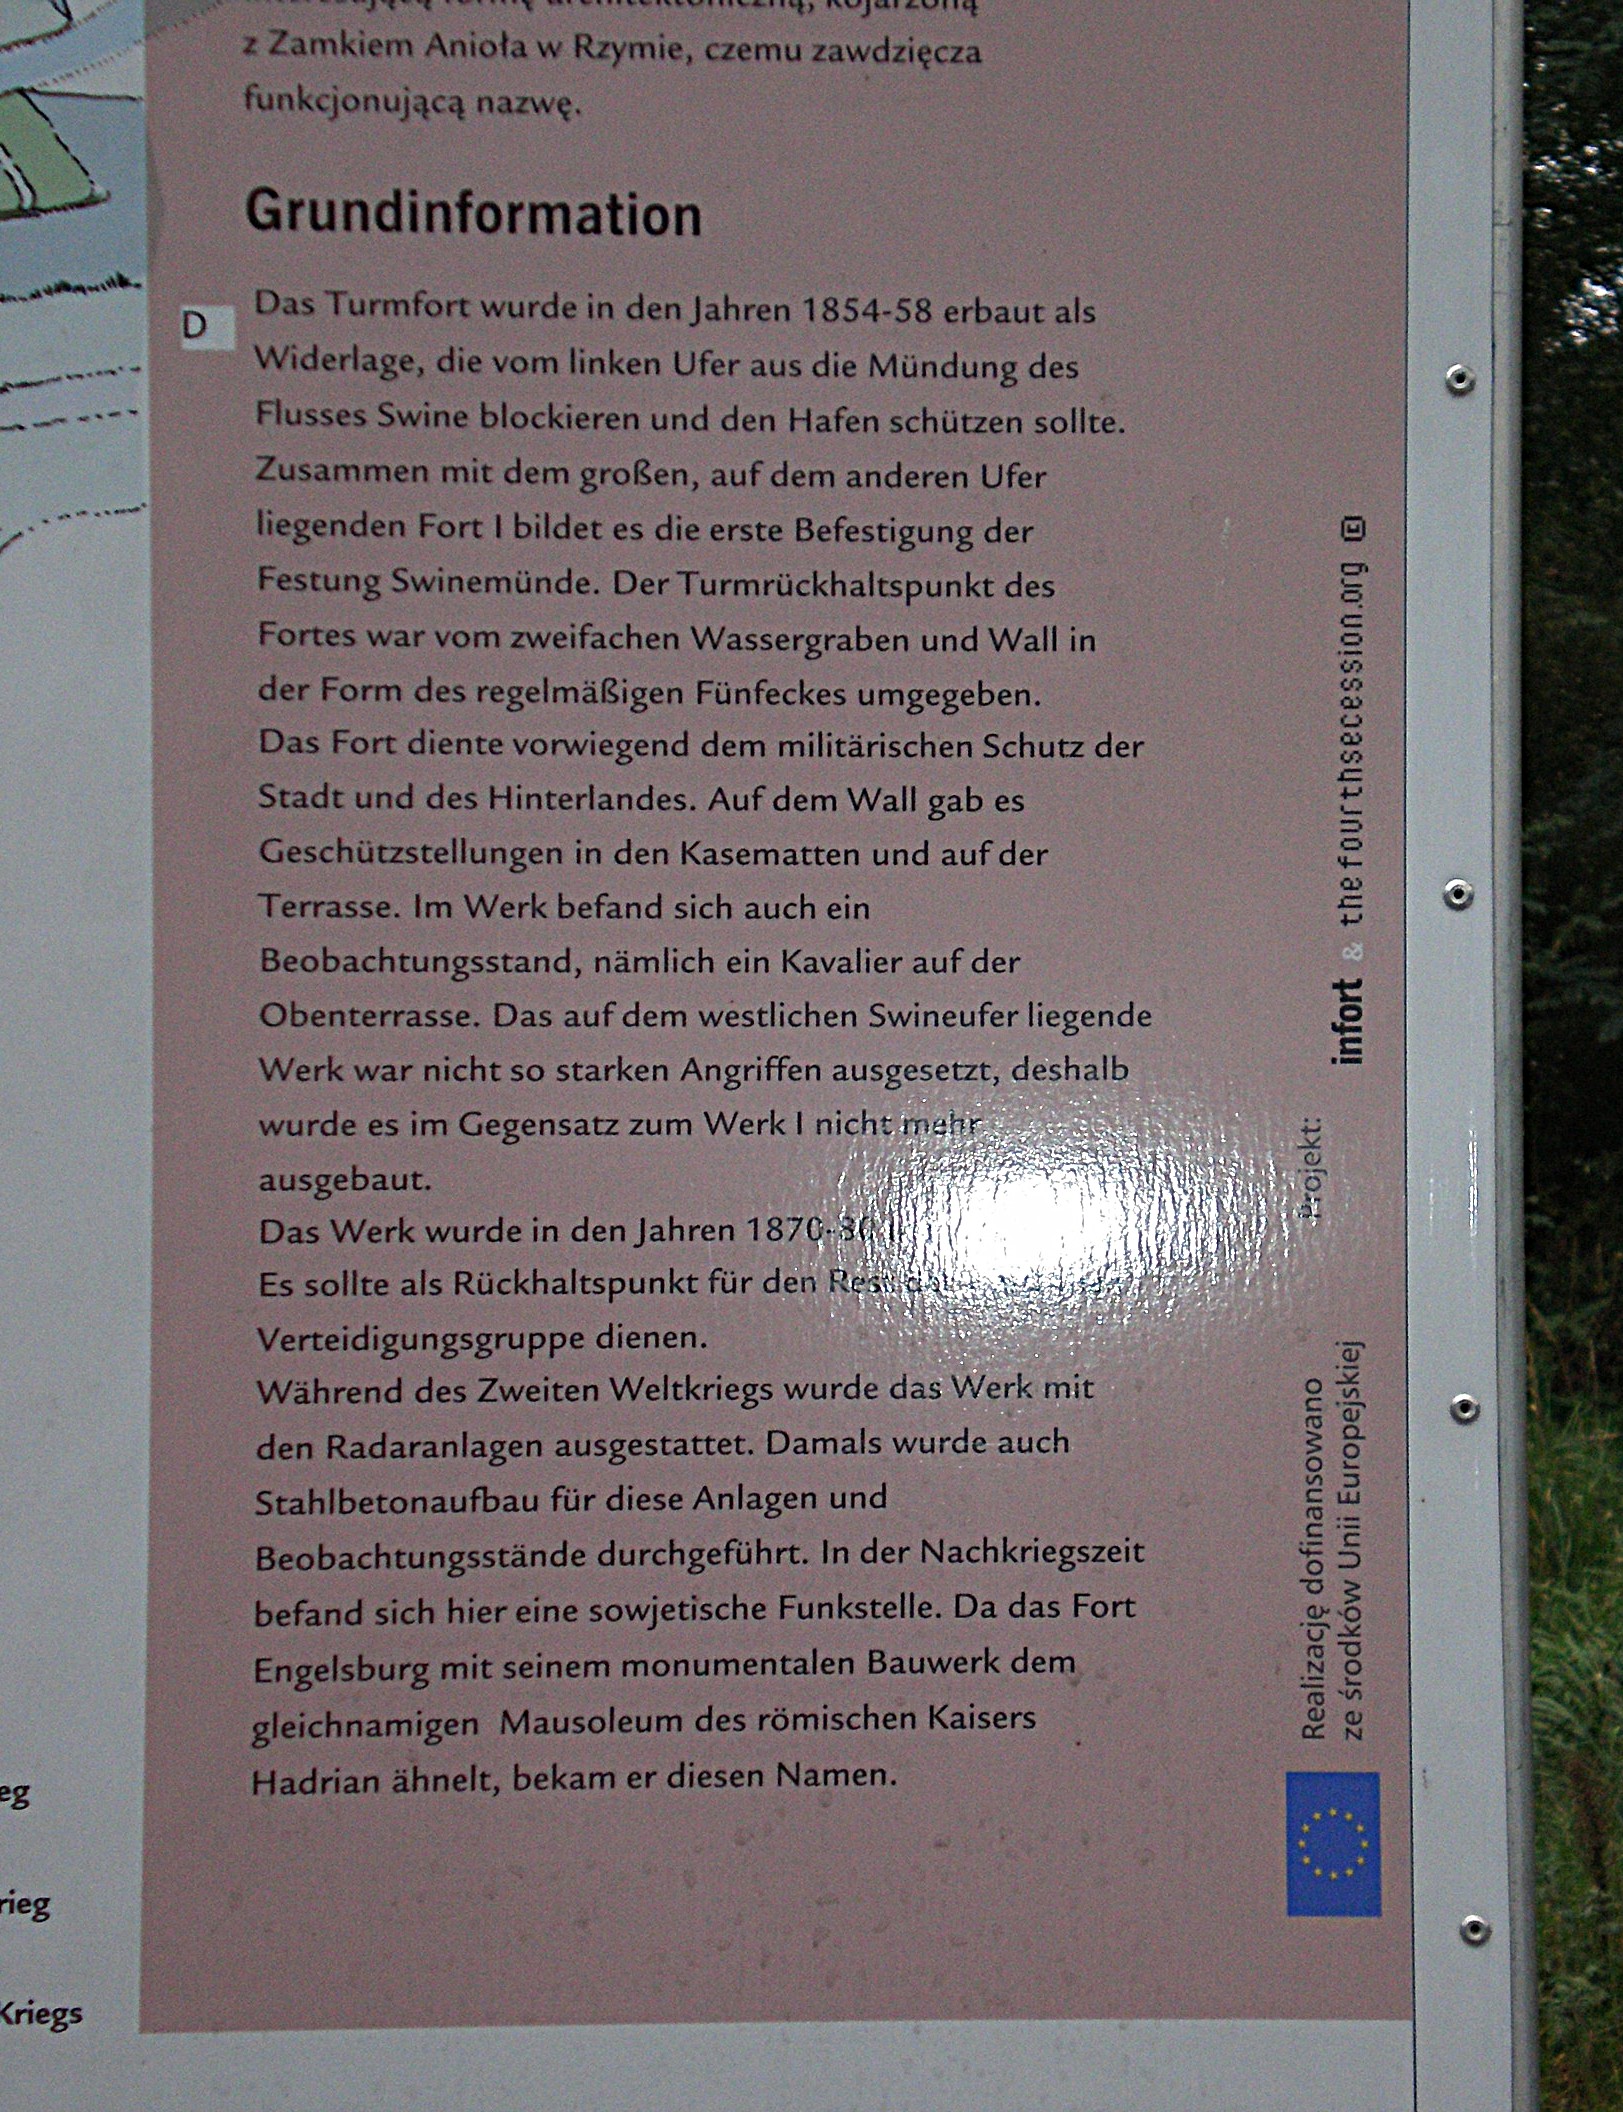 z Zamkiem Anioła w Rzymie, czemu zawdzięcza
funkcjonującą nazwę.
Grundinformation
D
Das Turmfort wurde in den Jahren 1854-58 erbaut als
Widerlage, die vom linken Ufer aus die Mündung des
Flusses Swine blockieren und den Hafen schützen sollte.
Zusammen mit dem großen, auf dem anderen Ufer
liegenden Fort I bildet es die erste Befestigung der
Festung Swinemünde. Der Turmrückhaltspunkt des
Fortes war vom zweifachen Wassergraben und Wall in
der Form des regelmäßigen Fünfeckes umgegeben.
Das Fort diente vorwiegend dem militärischen Schutz der
Stadt und des Hinterlandes. Auf dem Wall gab es
Geschützstellungen in den Kasematten und auf der
Terrasse. Im Werk befand sich auch ein
Beobachtungsstand, nämlich ein Kavalier auf der
Obenterrasse. Das auf dem westlichen Swineufer liegende
Werk war nicht so starken Angriffen ausgesetzt, deshalb
wurde es im Gegensatz zum Werk I nicht mehr
ausgebaut.
Das Werk wurde in den Jahren 1870-80
Es sollte als Rückhaltspunkt für den Rest
Verteidigungsgruppe dienen.
Während des Zweiten Weltkriegs wurde das Werk mit
den Radaranlagen ausgestattet. Damals wurde auch
Stahlbetonaufbau für diese Anlagen und
Beobachtungsstände durchgeführt. In der Nachkriegszeit
befand sich hier eine sowjetische Funkstelle. Da das Fort
Engelsburg mit seinem monumentalen Bauwerk dem
gleichnamigen Mausoleum des römischen Kaisers
Hadrian ähnelt, bekam er diesen Namen.
Projekt:
infort & thefourthsecession.org
Realizację dofinansowano
ze środków Unii Europejskiej
eg
rieg
Kriegs